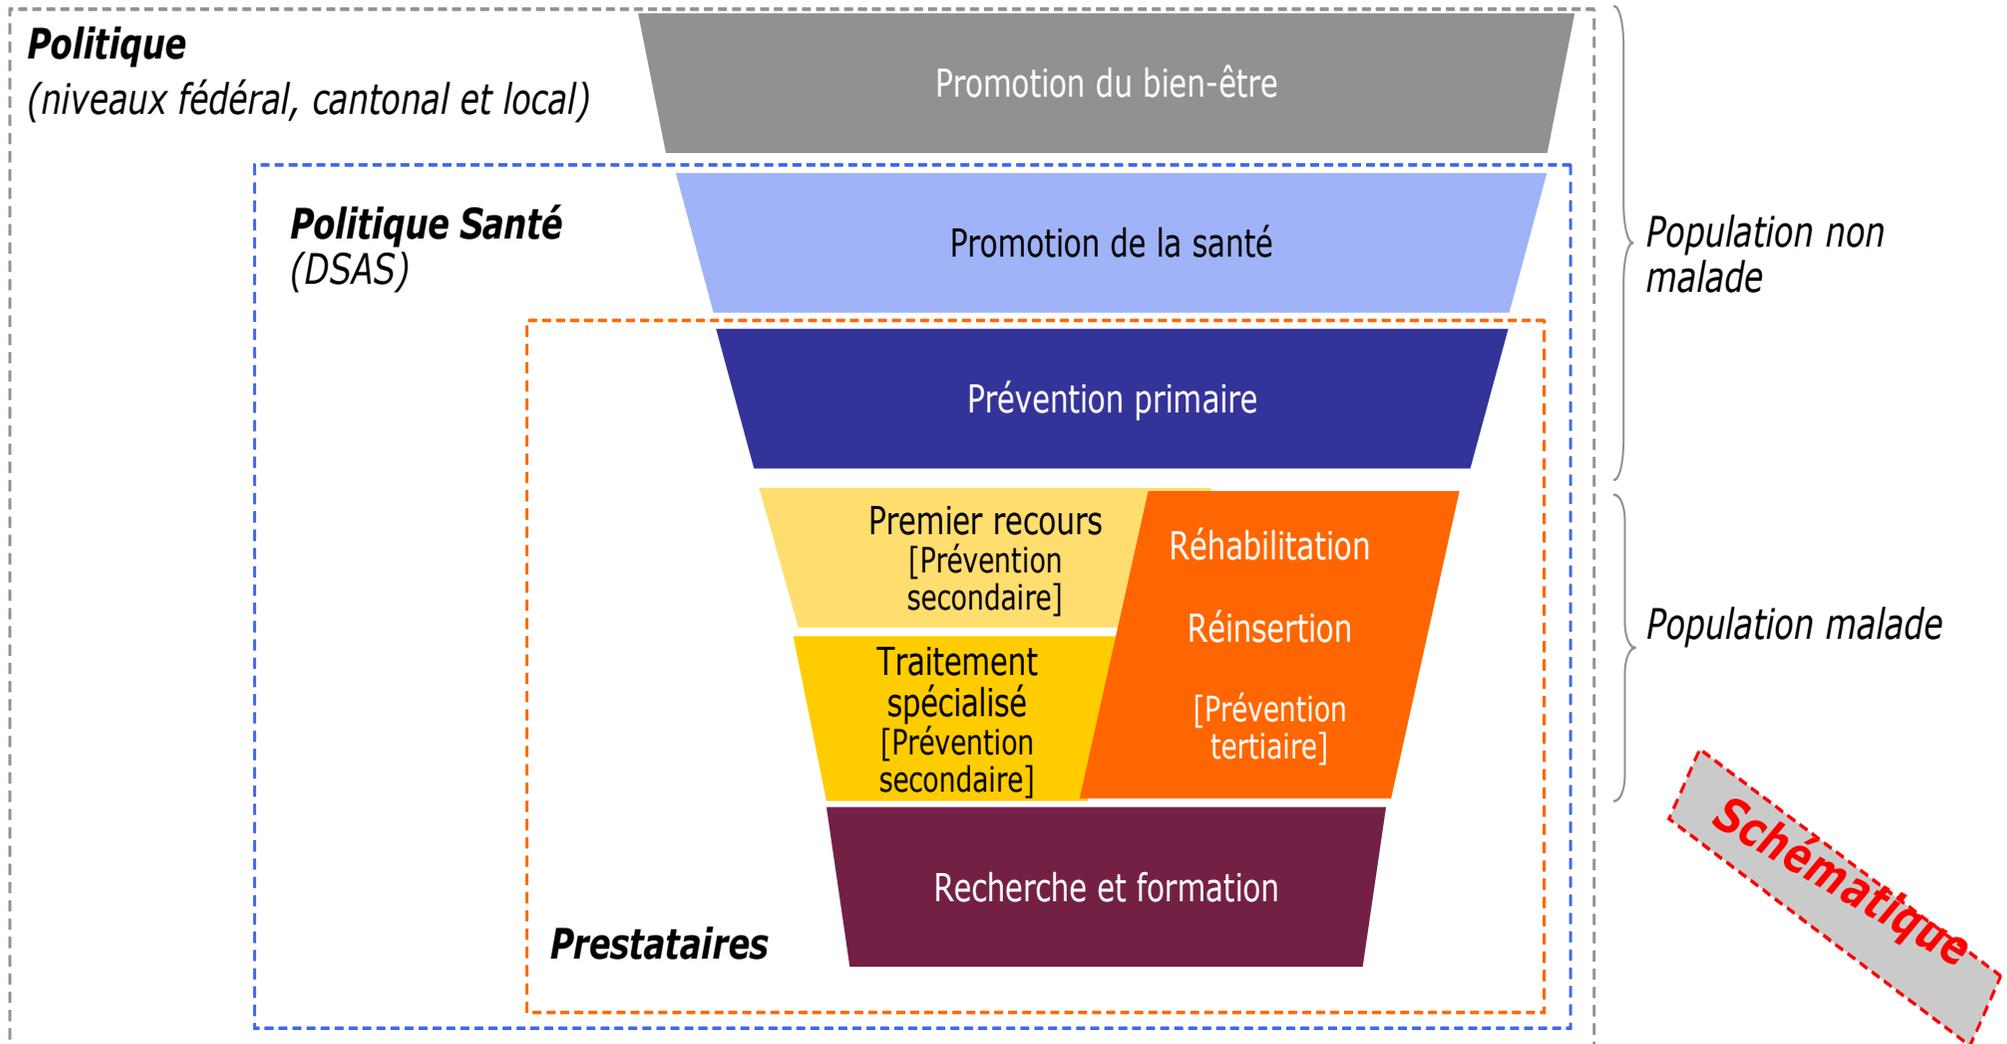 Politique
(niveaux fédéral, cantonal et local)
Promotion du bien-être
Politique Santé
(DSAS)
Promotion de la santé
Population non
malade
Prévention primaire
Premier recours
[Prévention
secondaire]
Réhabilitation
Réinsertion
[Prévention
tertiaire]
Traitement
spécialisé
[Prévention
secondaire]
Population malade
Recherche et formation
Prestataires
Schématique